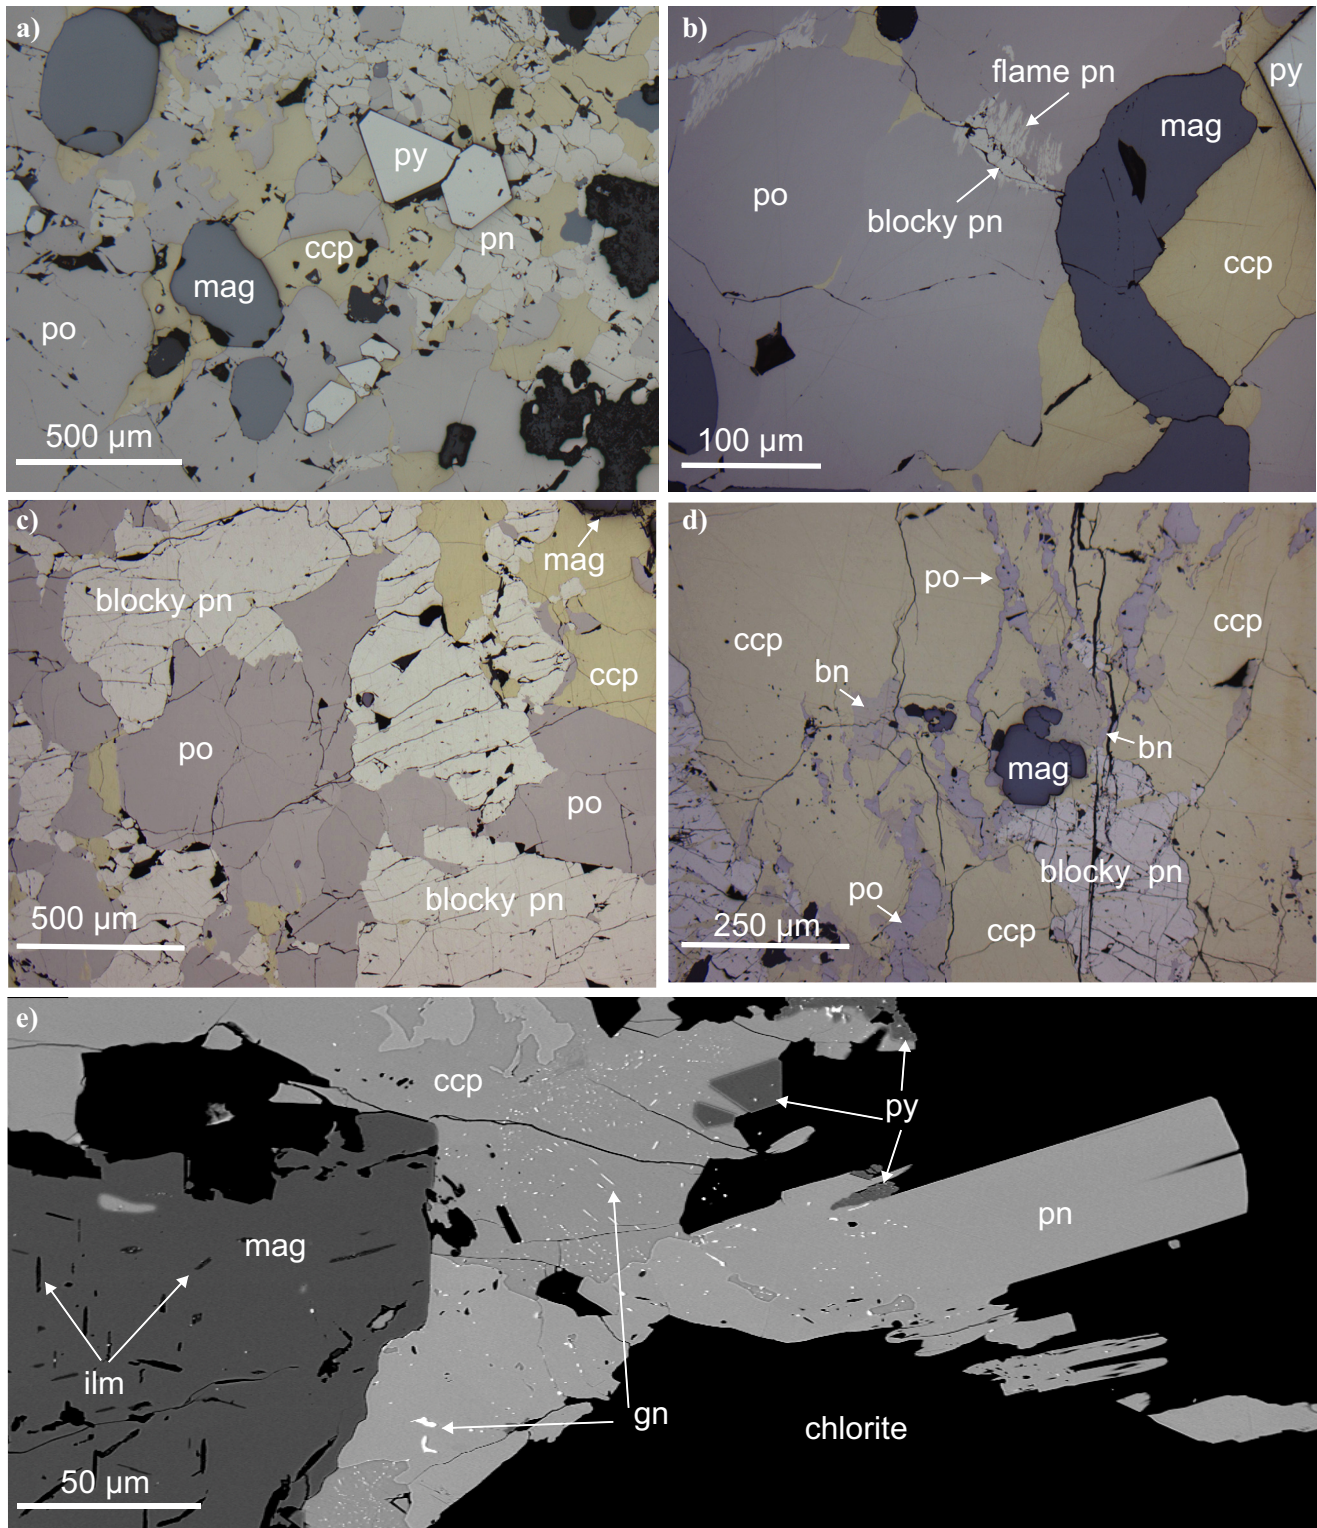 a)
py
ccp
pn
mag
po
500 µm
b)
flame pn
py
mag
po
blocky pn
ccp
100 µm
c)
mag
blocky pn
ccp
po
po
blocky pn
500 µm
d)
po
ccp
ccp
bn
bn
mag
blocky pn
po
ccp
250 µm
e)
ccp
py
pn
mag
ilm
gn
chlorite
50 µm